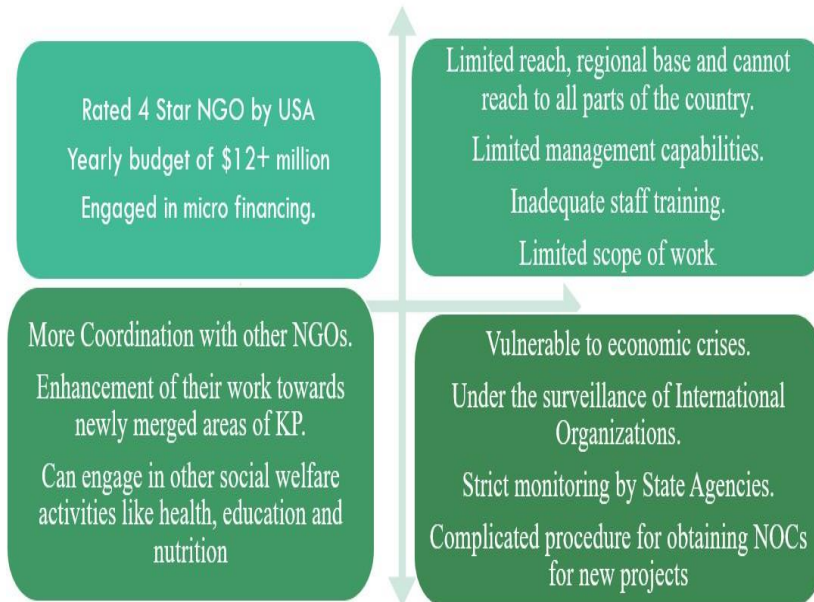 Rated 4 Star NGO by USA
Yearly budget of $12+ million
Engaged in micro financing.
Limited reach, regional base and cannot
reach to all parts of the country.
Limited management capabilities.
Inadequate staff training.
Limited scope of work
More Coordination with other NGOs.
Enhancement of their work towards
newly merged areas of KP.
Can engage in other social welfare
activities like health, education and
nutrition
Vulnerable to economic crises.
Under the surveillance of International
Organizations.
Strict monitoring by State Agencies.
Complicated procedure for obtaining NOCs
for new projects